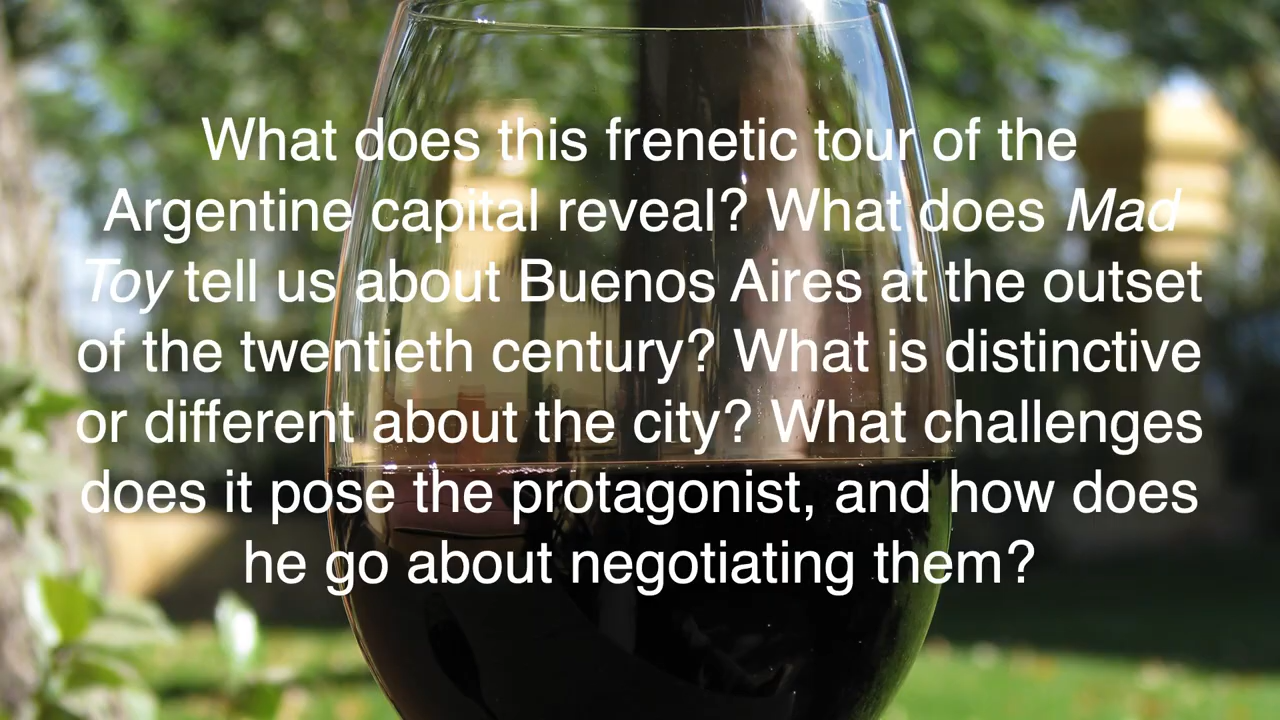 What does this frenetic tour of the
Argentine capital reveal? What does Mad
Toy tell us about Buenos Aires at the outset
of the twentieth century? What is distinctive
or different about the city? What challenges
does it pose the protagonist, and how does
he go about negotiating them?